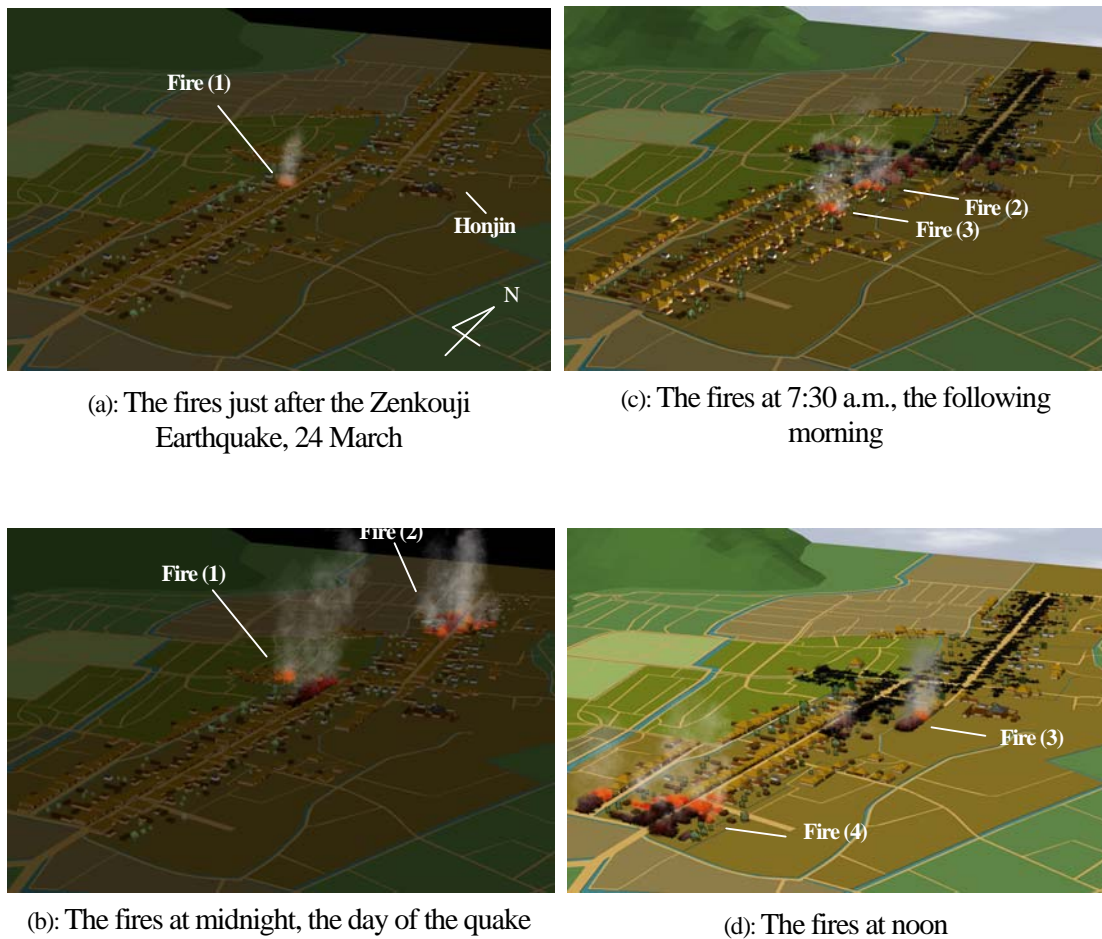 Fire (1)
Honjin
N
(a): The fires just after the Zenkouji
Earthquake, 24 March
Fire (2)
Fire (3)
(c): The fires at 7:30 a.m., the following
morning
Fire (2)
Fire (1)
(b): The fires at midnight, the day of the quake
Fire (3)
Fire (4)
(d): The fires at noon